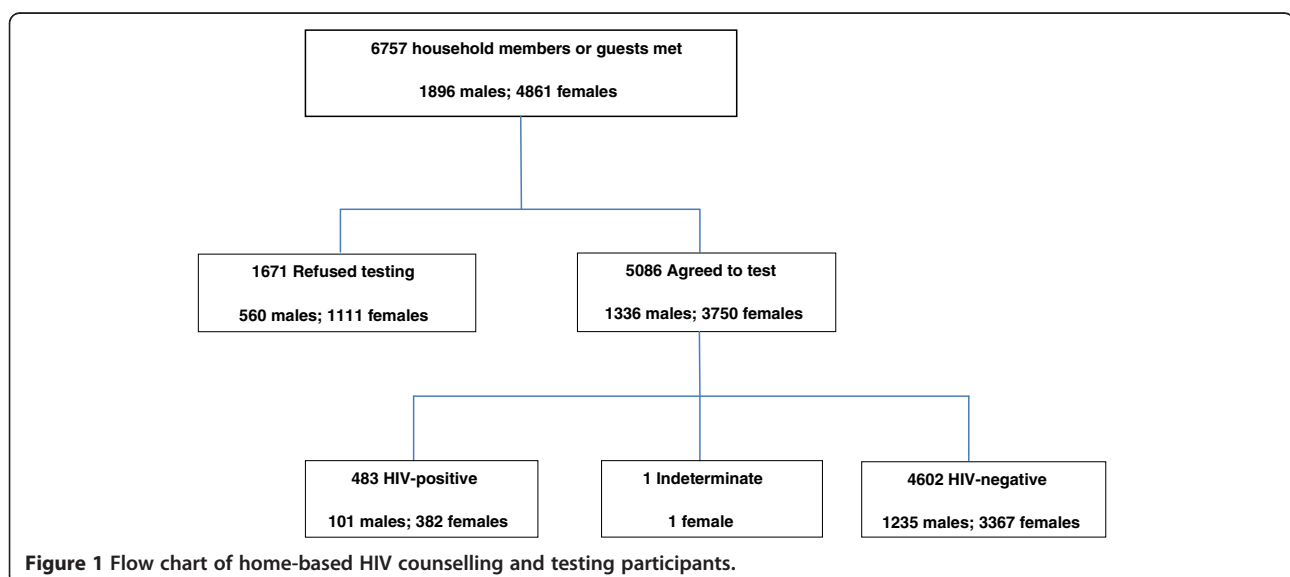 6757 household members or guests met
1896 males; 4861 females
1671 Refused testing
560 males; 1111 females
5086 Agreed to test
1336 males; 3750 females
483 HIV-positive
101 males; 382 females
1 Indeterminate
1 female
4602 HIV-negative
1235 males; 3367 females
Figure 1 Flow chart of home-based HIV counselling and testing participants.